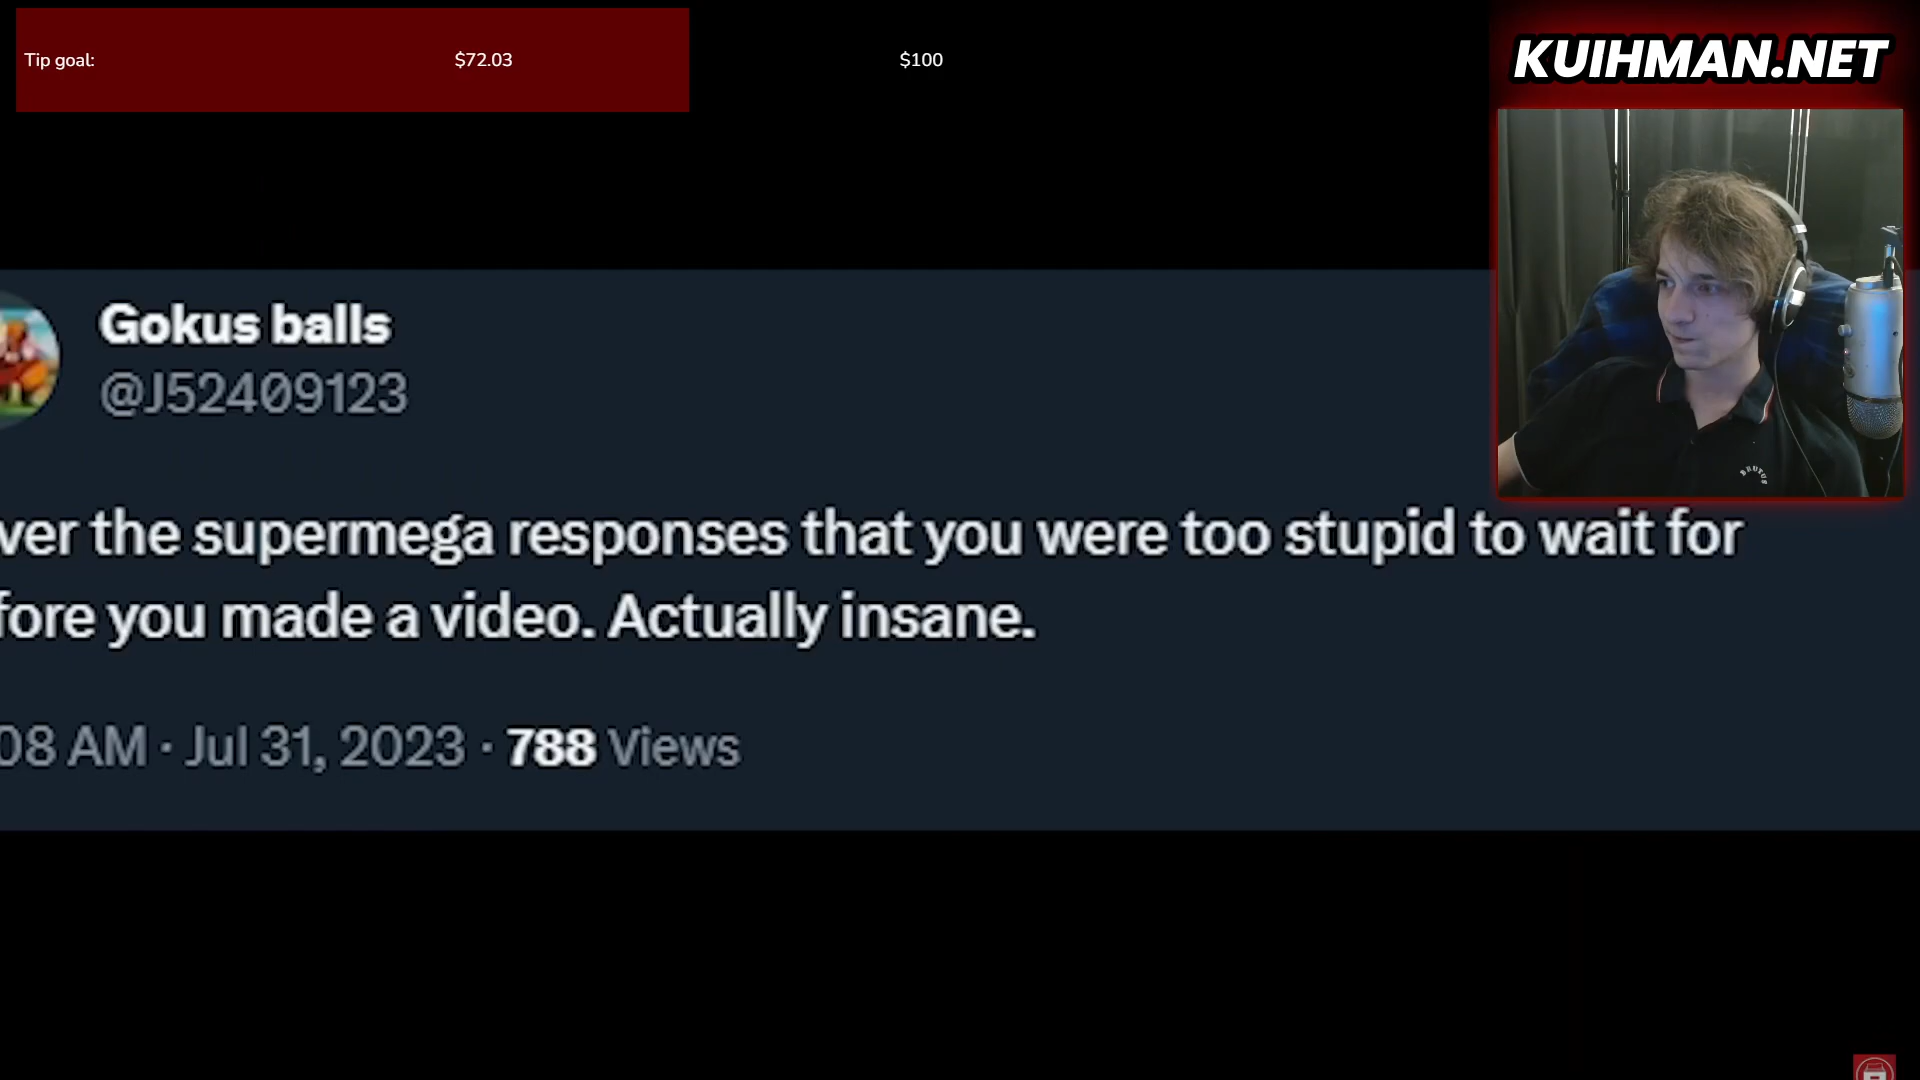 Tip goal: $72.03 $100
KUIHMAN.NET
Gokus balls
@J52409123
ver the supermega responses that you were too stupid to wait for
fore you made a video. Actually insane.
08 AM · Jul 31, 2023 · 788 Views
BRUTUS